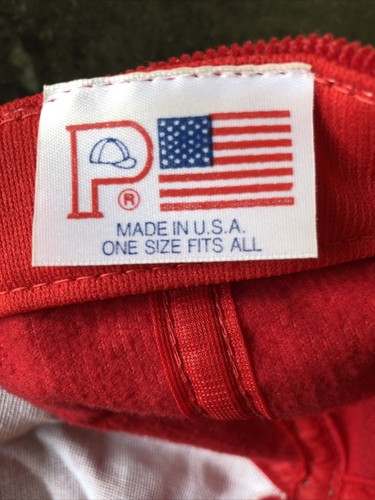 P®
MADE IN U.S.A.
ONE SIZE FITS ALL